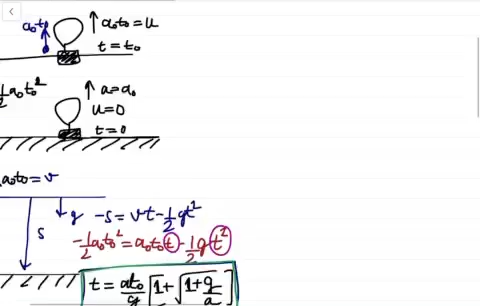 a₀t₀ ↑ a₀t₀ = u
t = t₀
½a₀t₀² ↑ a = a₀
u = 0
t = 0
a₀t₀ = v
g -s = vt - ½gt²
s
-½a₀t₀² = a₀t₀t - ½gt²
t = at₀/g [1 + √(1 + g/a)]